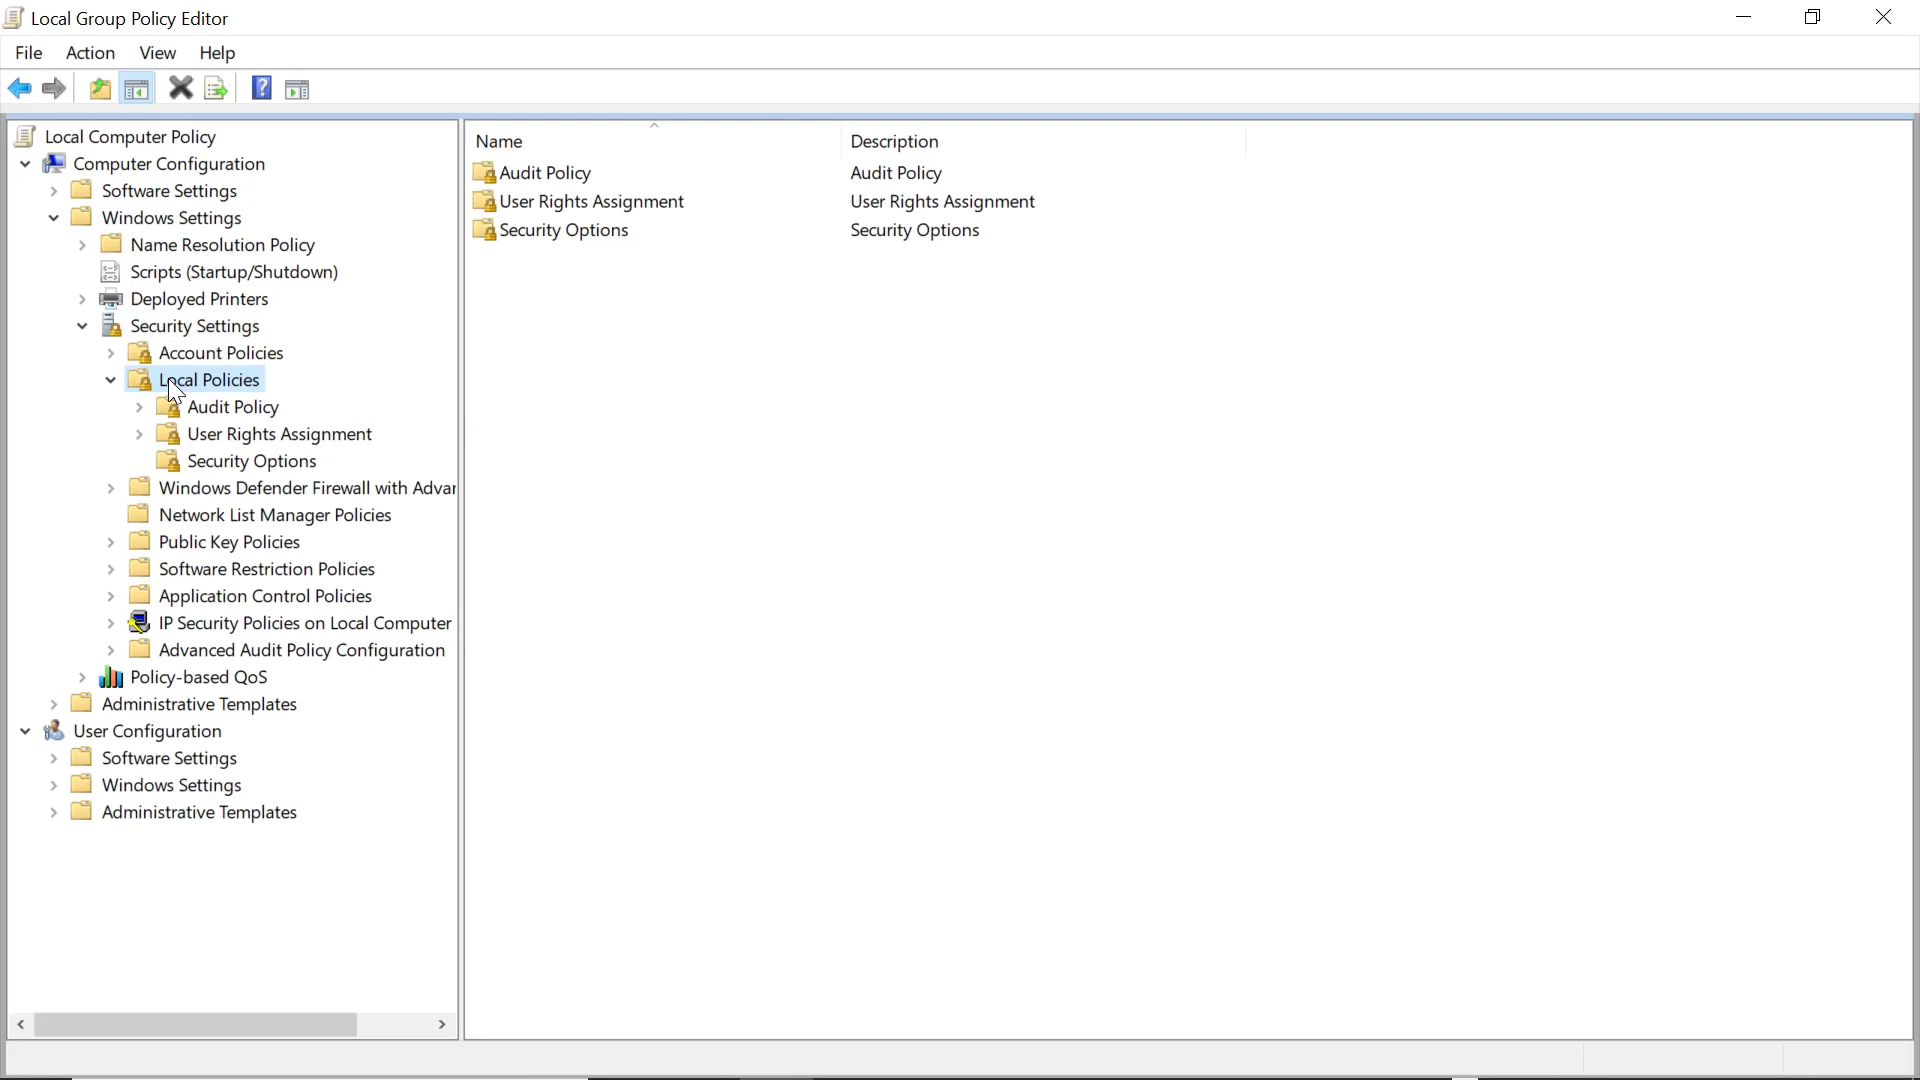 Local Group Policy Editor
File Action View Help
Local Computer Policy
Computer Configuration
Software Settings
Windows Settings
Name Resolution Policy
Scripts (Startup/Shutdown)
Deployed Printers
Security Settings
Account Policies
Local Policies
Audit Policy
User Rights Assignment
Security Options
Windows Defender Firewall with Advar
Network List Manager Policies
Public Key Policies
Software Restriction Policies
Application Control Policies
IP Security Policies on Local Computer
Advanced Audit Policy Configuration
Policy-based QoS
Administrative Templates
User Configuration
Software Settings
Windows Settings
Administrative Templates
Name Description
Audit Policy Audit Policy
User Rights Assignment User Rights Assignment
Security Options Security Options